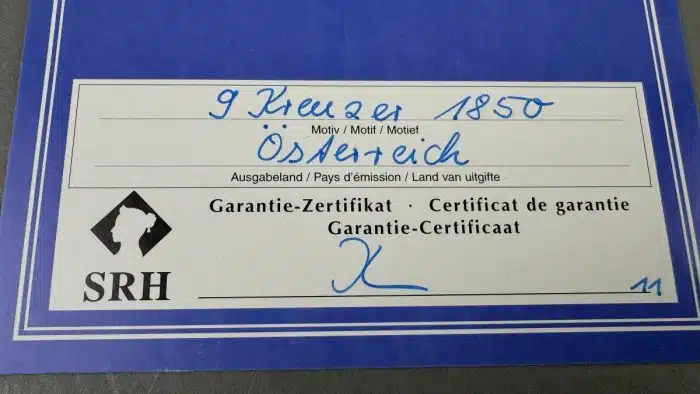 9 Kreuzer 1850
Motiv / Motif / Motief
Österreich
Ausgabeland / Pays d'émission / Land van uitgifte
Garantie-Zertifikat · Certificat de garantie
Garantie-Certificaat
SRH
11